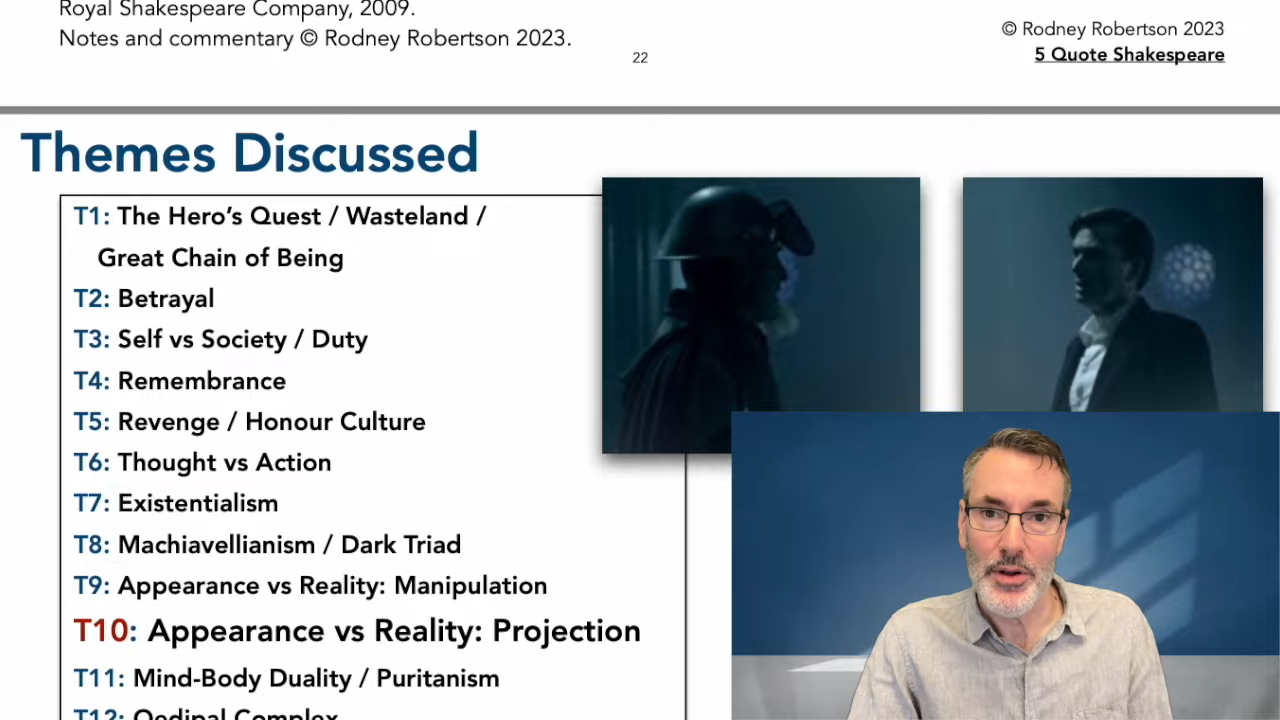 Royal Shakespeare Company, 2009.
Notes and commentary © Rodney Robertson 2023.
22
© Rodney Robertson 2023
5 Quote Shakespeare
Themes Discussed
T1: The Hero’s Quest / Wasteland /
Great Chain of Being
T2: Betrayal
T3: Self vs Society / Duty
T4: Remembrance
T5: Revenge / Honour Culture
T6: Thought vs Action
T7: Existentialism
T8: Machiavellianism / Dark Triad
T9: Appearance vs Reality: Manipulation
T10: Appearance vs Reality: Projection
T11: Mind-Body Duality / Puritanism
T12: Oedipal Complex